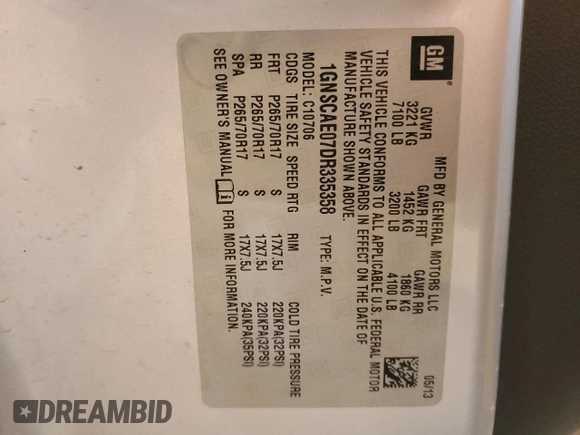 GM
MFD BY GENERAL MOTORS LLC
05/13
GVWR GAWR FRT GAWR RR
3221 KG 1452 KG 1860 KG
7100 LB 3200 LB 4100 LB
THIS VEHICLE CONFORMS TO ALL APPLICABLE U.S. FEDERAL MOTOR
VEHICLE SAFETY STANDARDS IN EFFECT ON THE DATE OF
MANUFACTURE SHOWN ABOVE.
1GNSCAE07DR335358 TYPE: M.P.V.
MODEL: C10706
CDGS TIRE SIZE SPEED RTG RIM COLD TIRE PRESSURE
FRT P265/70R17 S 17X7.5J 220KPA(32PSI)
RR P265/70R17 S 17X7.5J 220KPA(32PSI)
SPA P265/70R17 S 17X7.5J 240KPA(35PSI)
SEE OWNER'S MANUAL FOR MORE INFORMATION.
DREAMBID